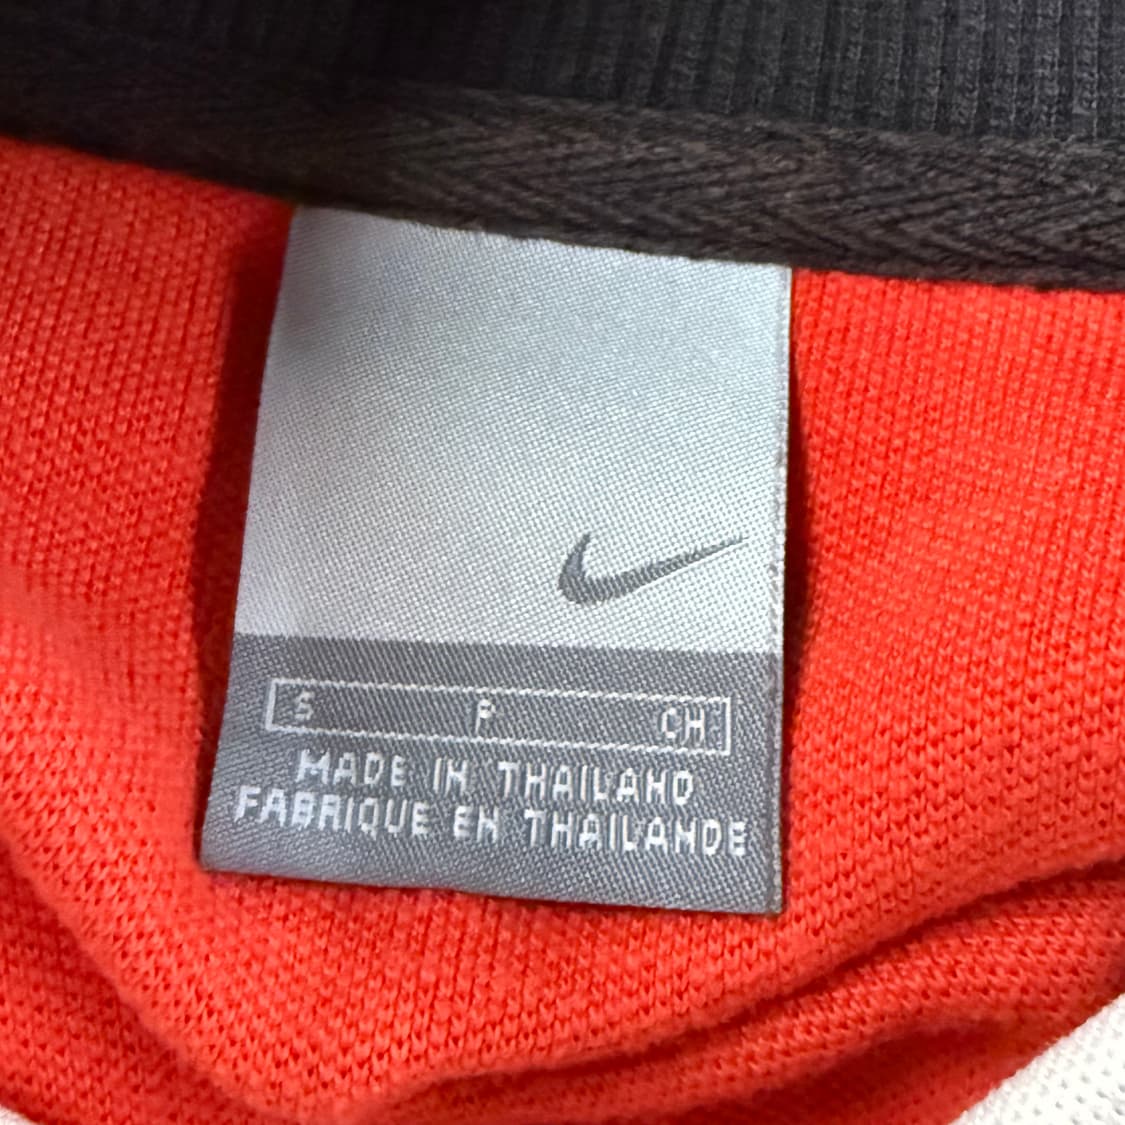 S P CH
MADE IN THAILAND
FABRIQUE EN THAILANDE